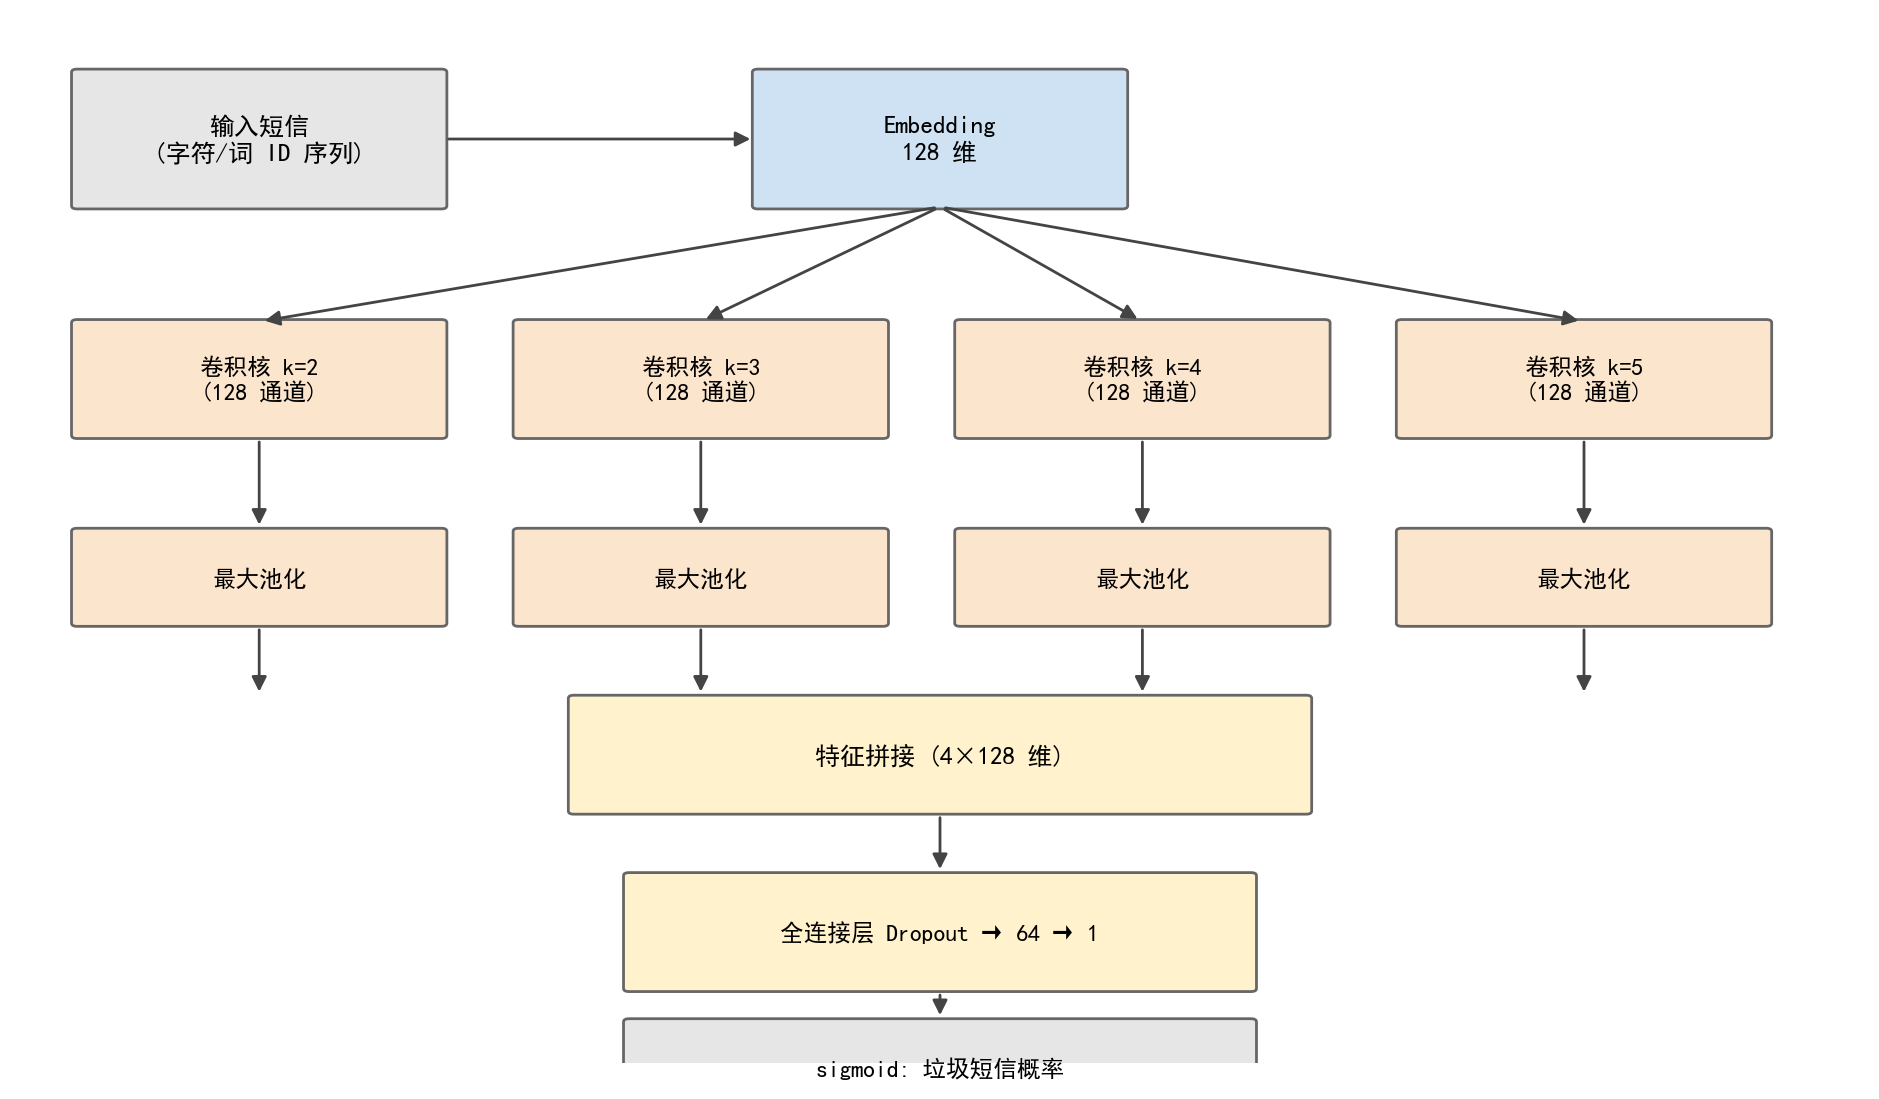 输入短信
(字符/词 ID 序列)
Embedding
128 维
卷积核 k=2
(128 通道)
卷积核 k=3
(128 通道)
卷积核 k=4
(128 通道)
卷积核 k=5
(128 通道)
最大池化
最大池化
最大池化
最大池化
特征拼接 (4×128 维)
全连接层 Dropout → 64 → 1
sigmoid: 垃圾短信概率